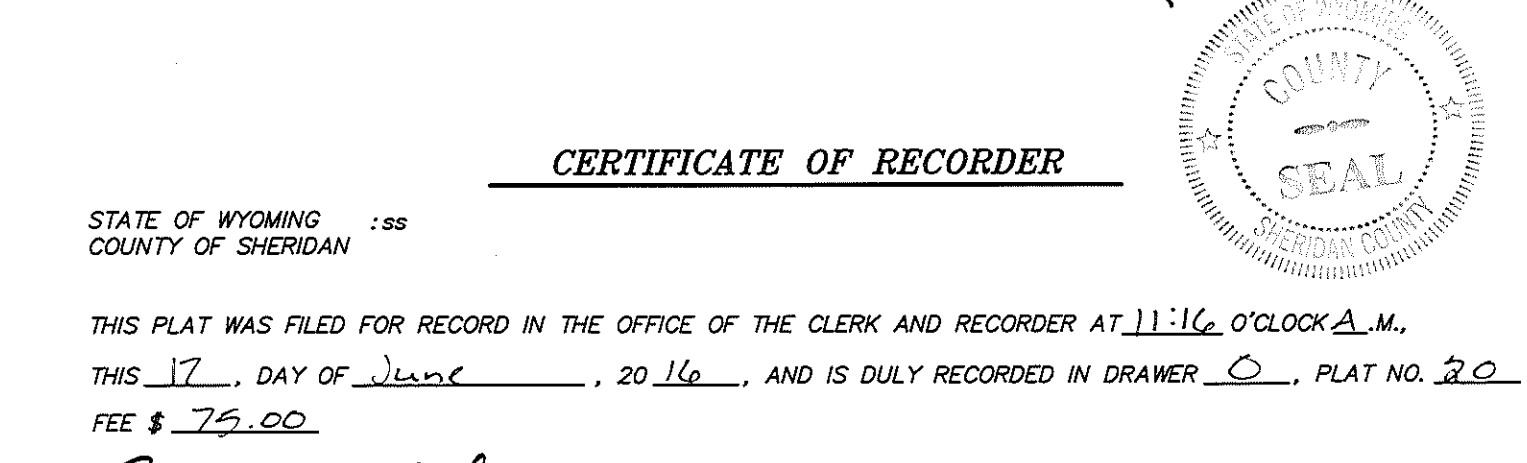 STATE OF WYOMING
COUNTY
SEAL
SHERIDAN COUNTY
CERTIFICATE OF RECORDER
STATE OF WYOMING :ss
COUNTY OF SHERIDAN
THIS PLAT WAS FILED FOR RECORD IN THE OFFICE OF THE CLERK AND RECORDER AT 11:16 O'CLOCK A.M.,
THIS 17, DAY OF June, 2016, AND IS DULY RECORDED IN DRAWER O, PLAT NO. 20
FEE $ 75.00